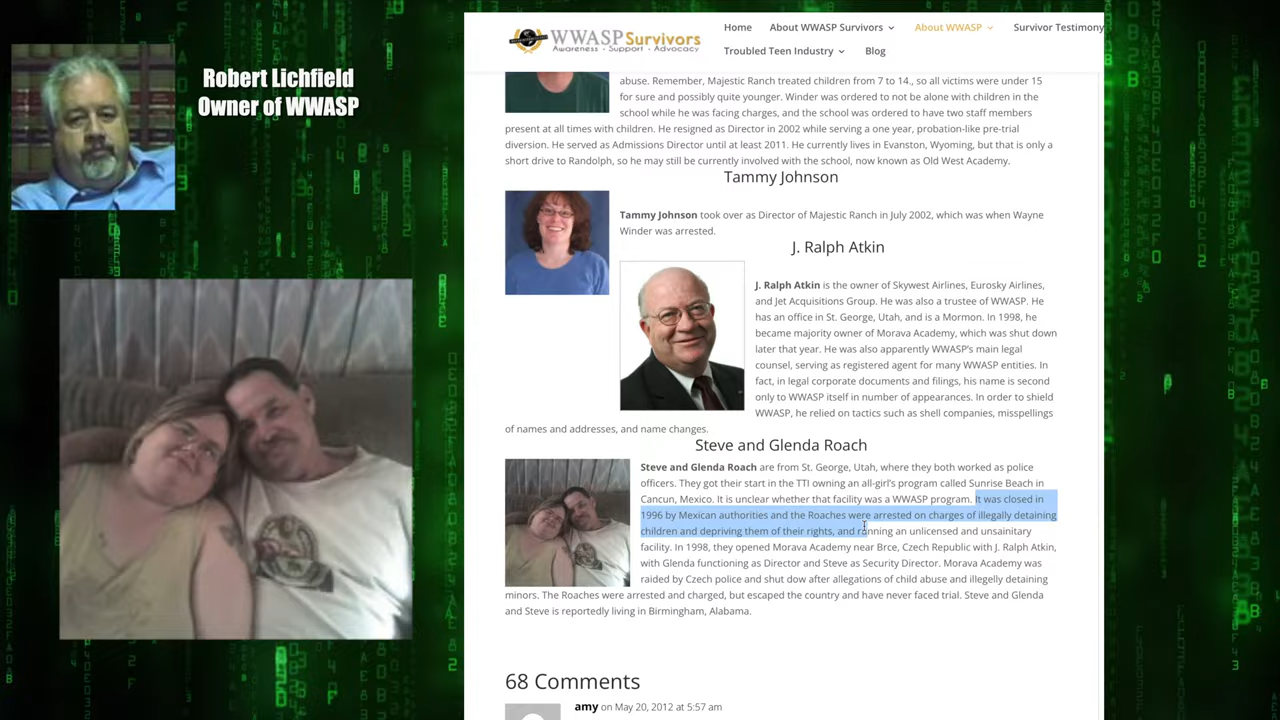 Robert Lichfield
Owner of WWASP
WWASP Survivors
Awareness · Support · Advocacy
Home
About WWASP Survivors
About WWASP
Survivor Testimony
Troubled Teen Industry
Blog
abuse. Remember, Majestic Ranch treated children from 7 to 14., so all victims were under 15
for sure and possibly quite younger. Winder was ordered to not be alone with children in the
school while he was facing charges, and the school was ordered to have two staff members
present at all times with children. He resigned as Director in 2002 while serving a one year, probation-like pre-trial
diversion. He served as Admissions Director until at least 2011. He currently lives in Evanston, Wyoming, but that is only a
short drive to Randolph, so he may still be currently involved with the school, now known as Old West Academy.
Tammy Johnson
Tammy Johnson took over as Director of Majestic Ranch in July 2002, which was when Wayne
Winder was arrested.
J. Ralph Atkin
J. Ralph Atkin is the owner of Skywest Airlines, Eurosky Airlines,
and Jet Acquisitions Group. He was also a trustee of WWASP. He
has an office in St. George, Utah, and is a Mormon. In 1998, he
became majority owner of Morava Academy, which was shut down
later that year. He was also apparently WWASP's main legal
counsel, serving as registered agent for many WWASP entities. In
fact, in legal corporate documents and filings, his name is second
only to WWASP itself in number of appearances. In order to shield
WWASP, he relied on tactics such as shell companies, misspellings
of names and addresses, and name changes.
Steve and Glenda Roach
Steve and Glenda Roach are from St. George, Utah, where they both worked as police
officers. They got their start in the TTI owning an all-girl's program called Sunrise Beach in
Cancun, Mexico. It is unclear whether that facility was a WWASP program. It was closed in
1996 by Mexican authorities and the Roaches were arrested on charges of illegally detaining
children and depriving them of their rights, and running an unlicensed and unsainitary
facility. In 1998, they opened Morava Academy near Brce, Czech Republic with J. Ralph Atkin,
with Glenda functioning as Director and Steve as Security Director. Morava Academy was
raided by Czech police and shut dow after allegations of child abuse and illegelly detaining
minors. The Roaches were arrested and charged, but escaped the country and have never faced trial. Steve and Glenda
and Steve is reportedly living in Birmingham, Alabama.
68 Comments
amy on May 20, 2012 at 5:57 am